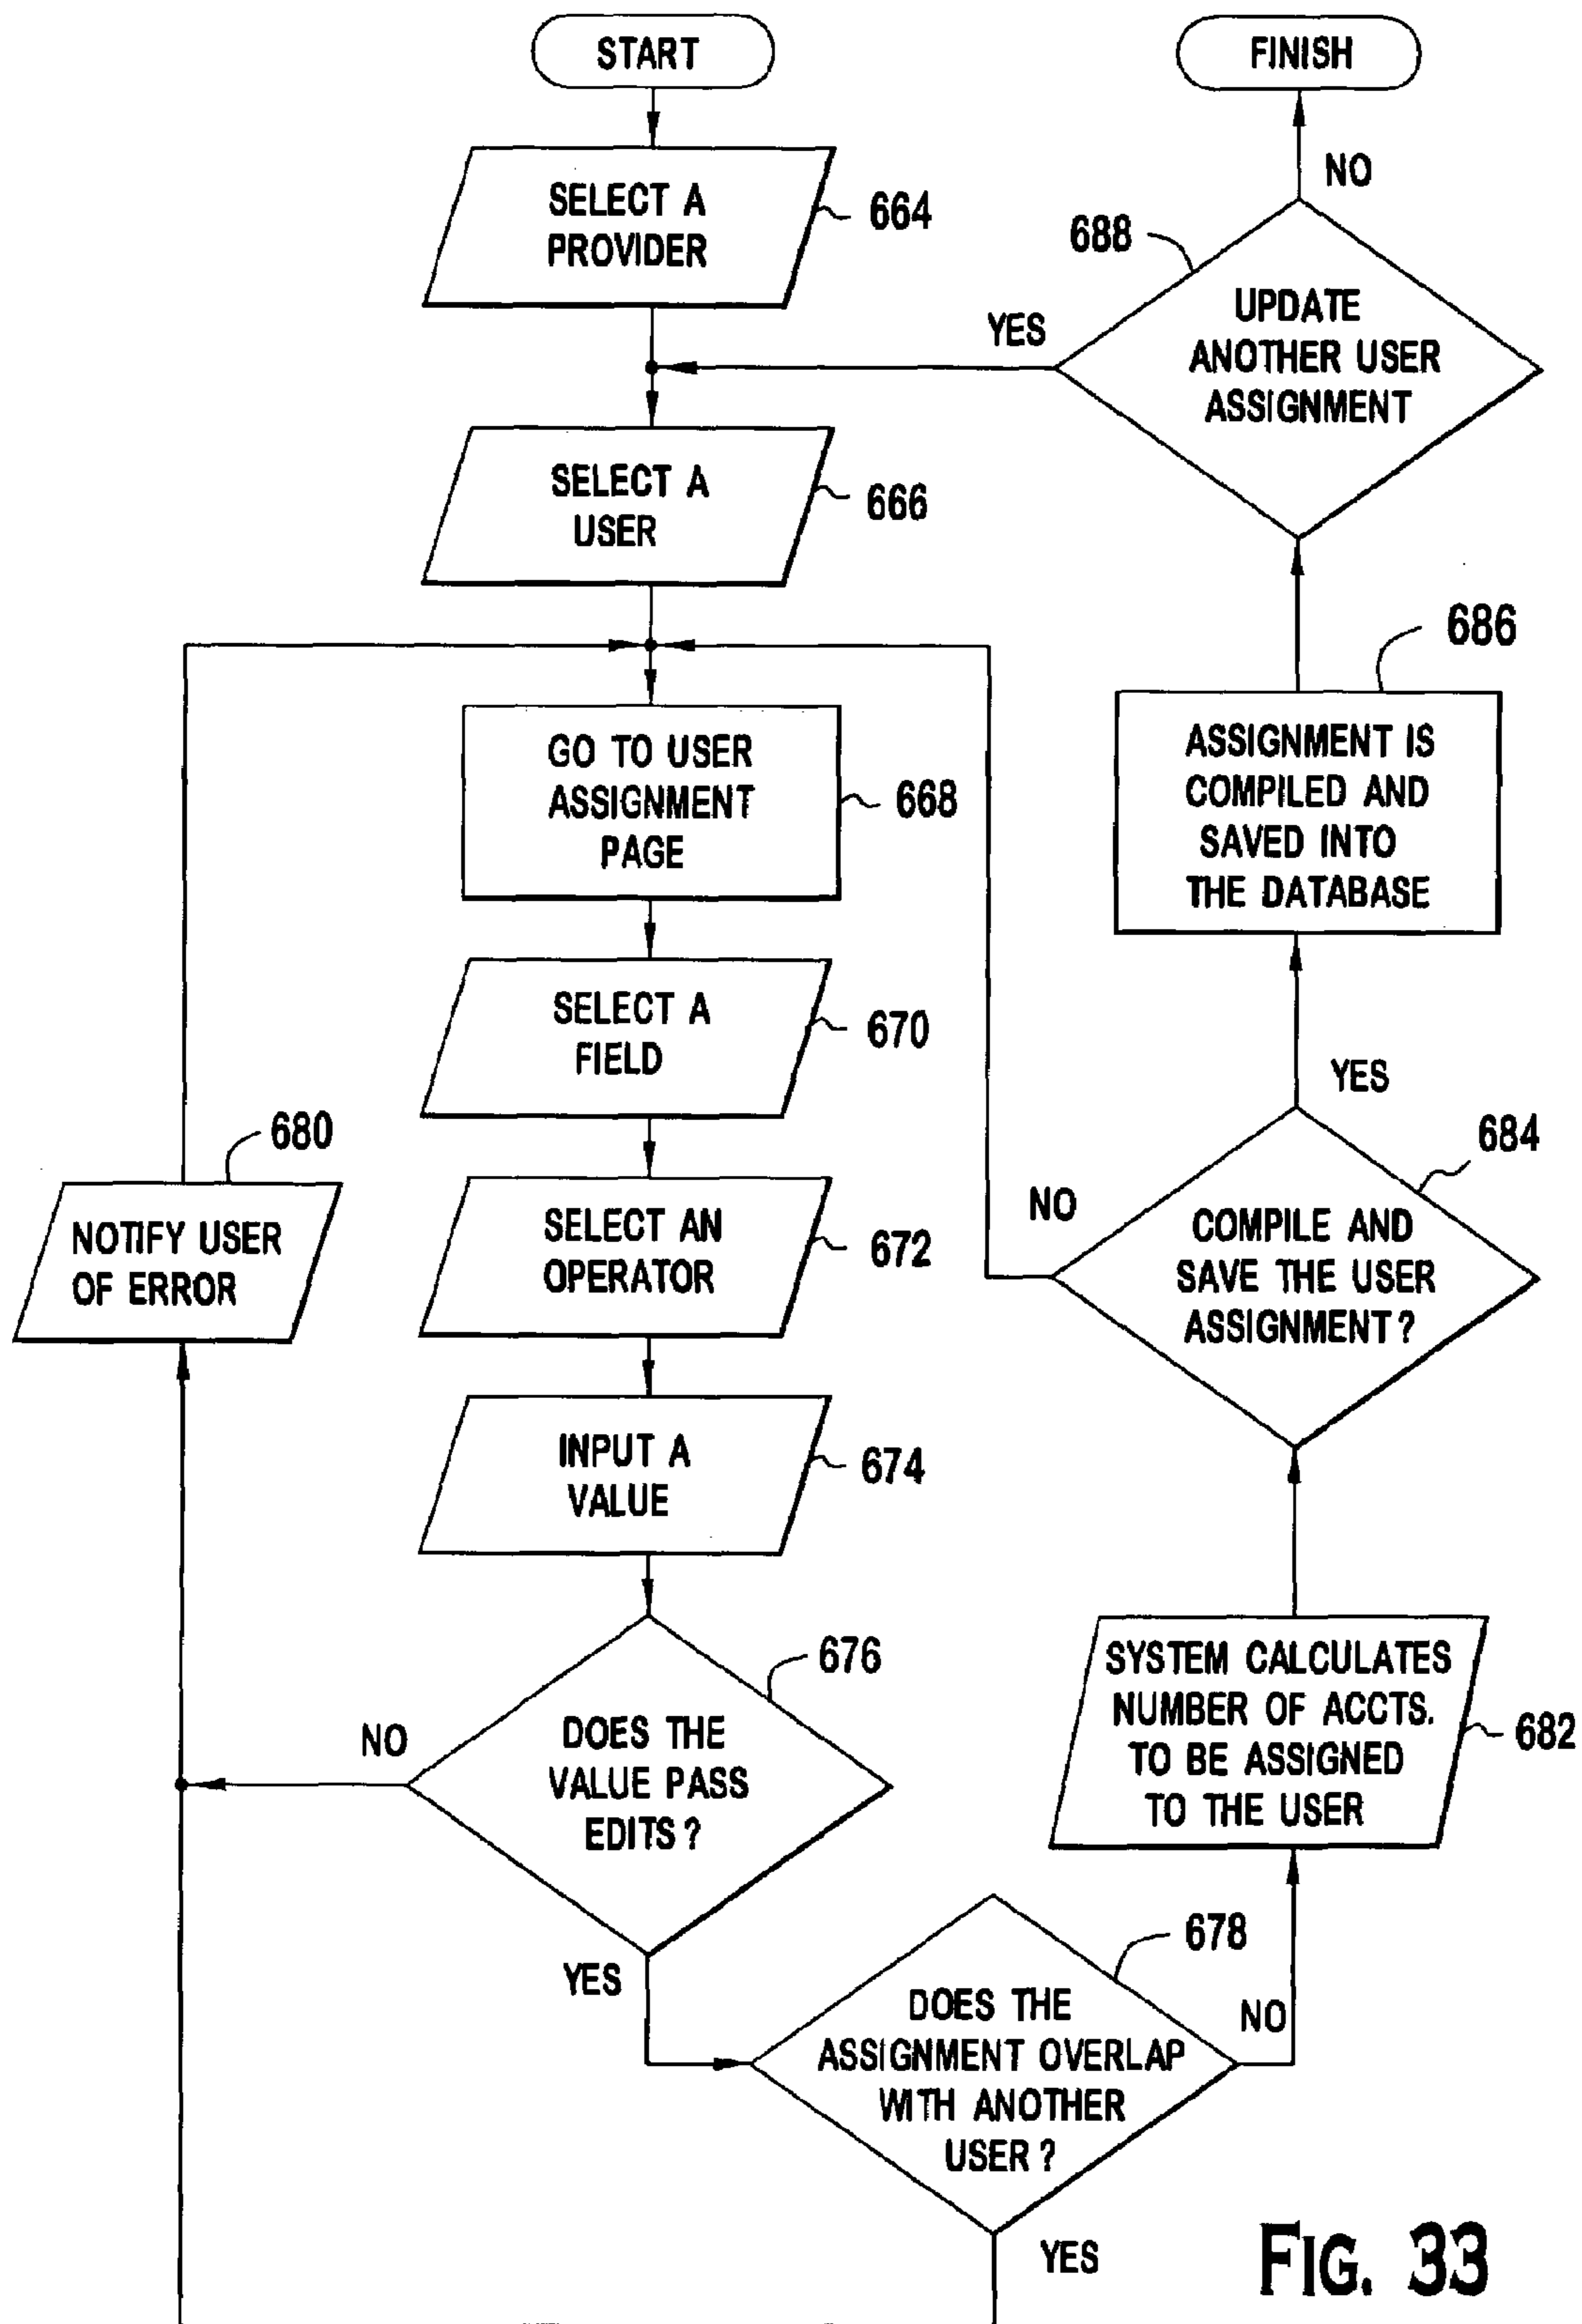 START
SELECT A
PROVIDER
664
SELECT A
USER
666
GO TO USER
ASSIGNMENT
PAGE
668
SELECT A
FIELD
670
SELECT AN
OPERATOR
672
INPUT A
VALUE
674
DOES THE
VALUE PASS
EDITS?
676
NO
YES
NOTIFY USER
OF ERROR
680
DOES THE
ASSIGNMENT OVERLAP
WITH ANOTHER
USER?
678
NO
YES
SYSTEM CALCULATES
NUMBER OF ACCTS.
TO BE ASSIGNED
TO THE USER
682
COMPILE AND
SAVE THE USER
ASSIGNMENT?
684
NO
YES
ASSIGNMENT IS
COMPILED AND
SAVED INTO
THE DATABASE
686
UPDATE
ANOTHER USER
ASSIGNMENT
688
YES
NO
FINISH
FIG. 33